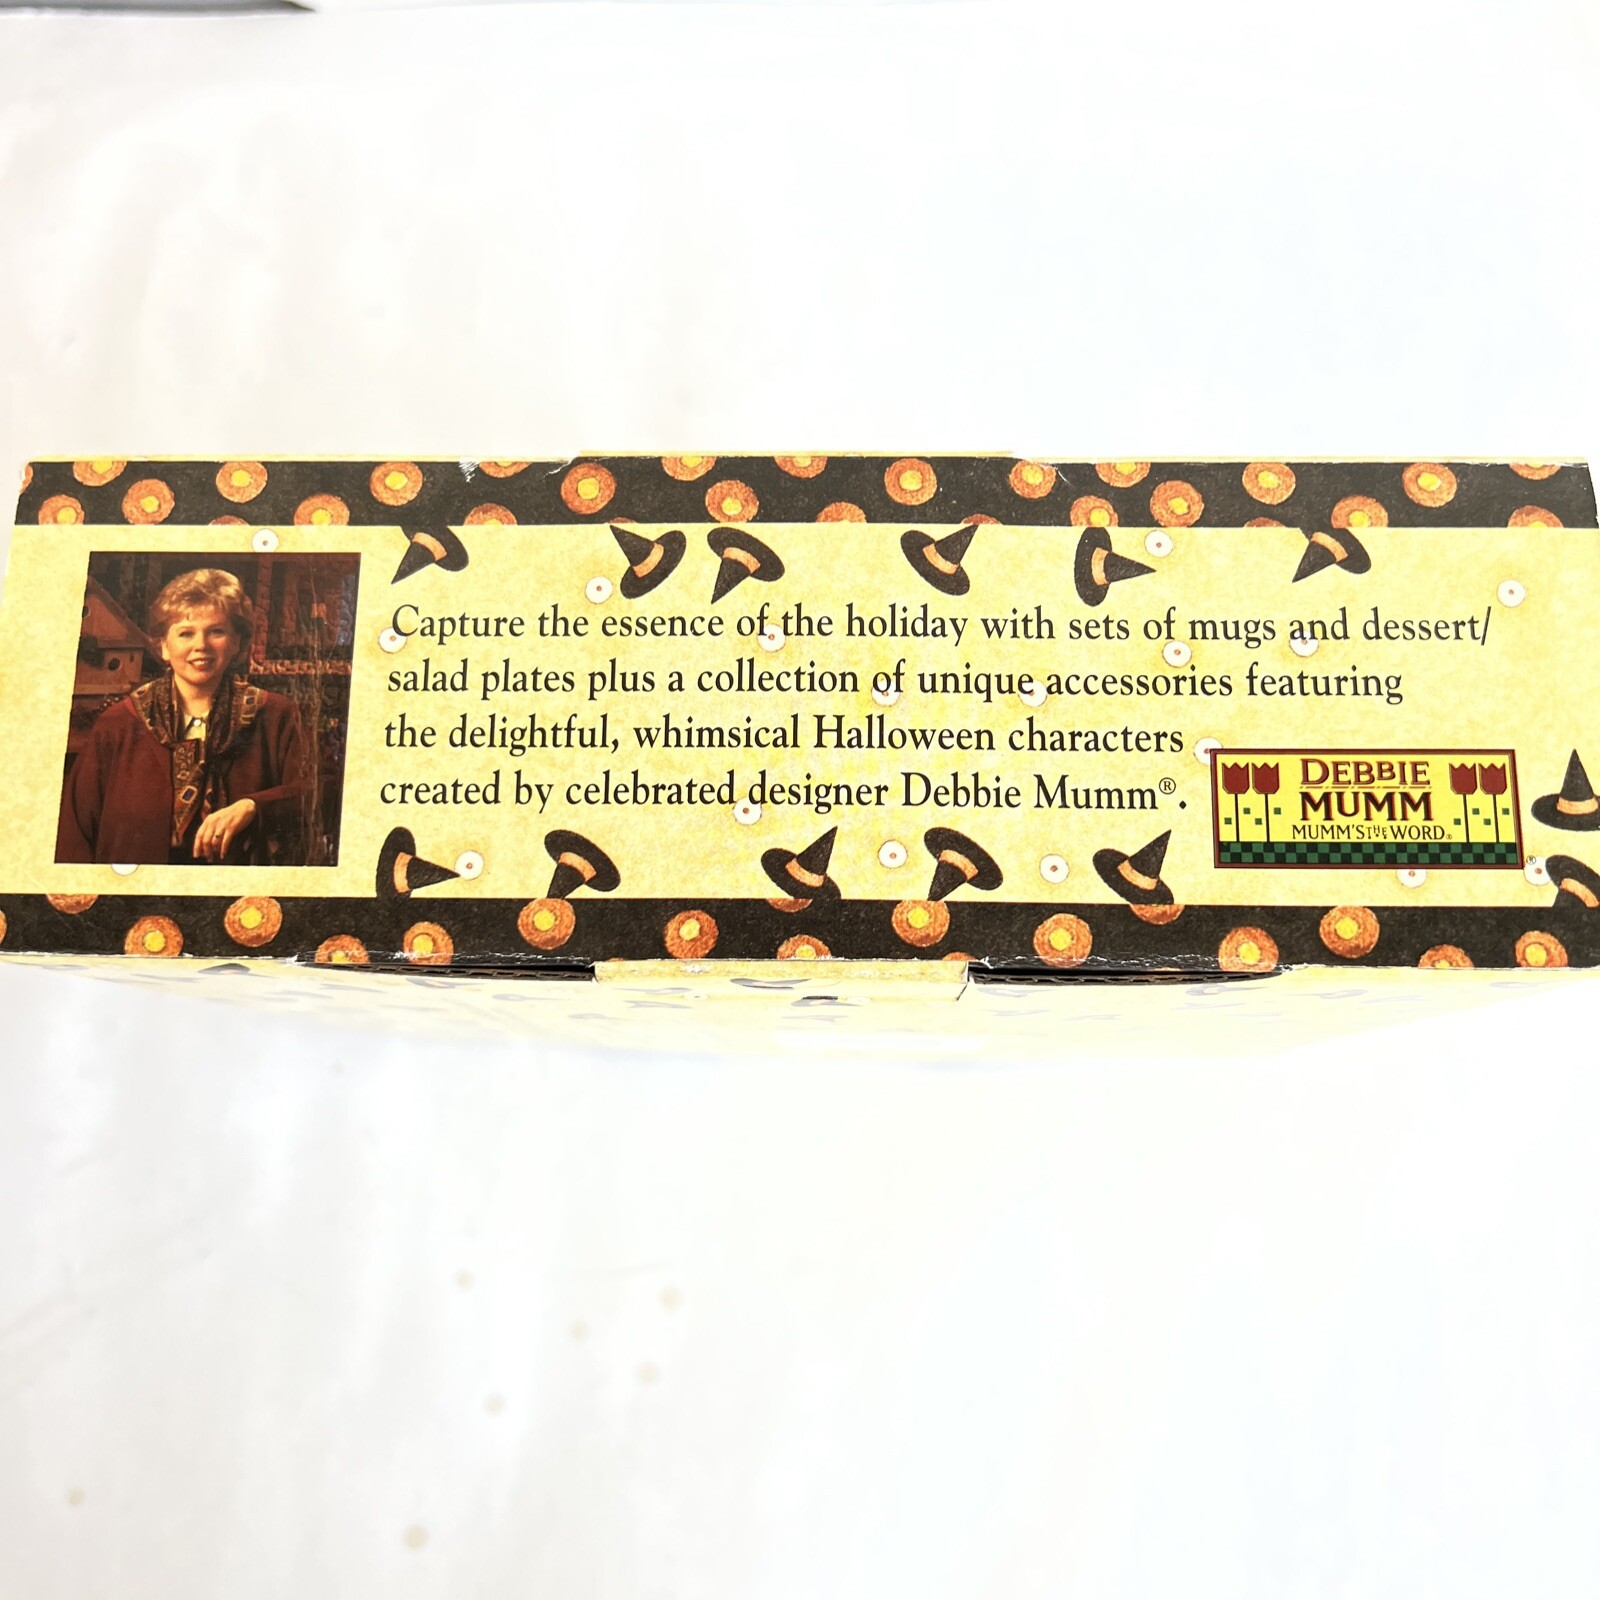 Capture the essence of the holiday with sets of mugs and dessert/
salad plates plus a collection of unique accessories featuring
the delightful, whimsical Halloween characters
created by celebrated designer Debbie Mumm®.
DEBBIE
MUMM
MUMM'S THE WORD®
®